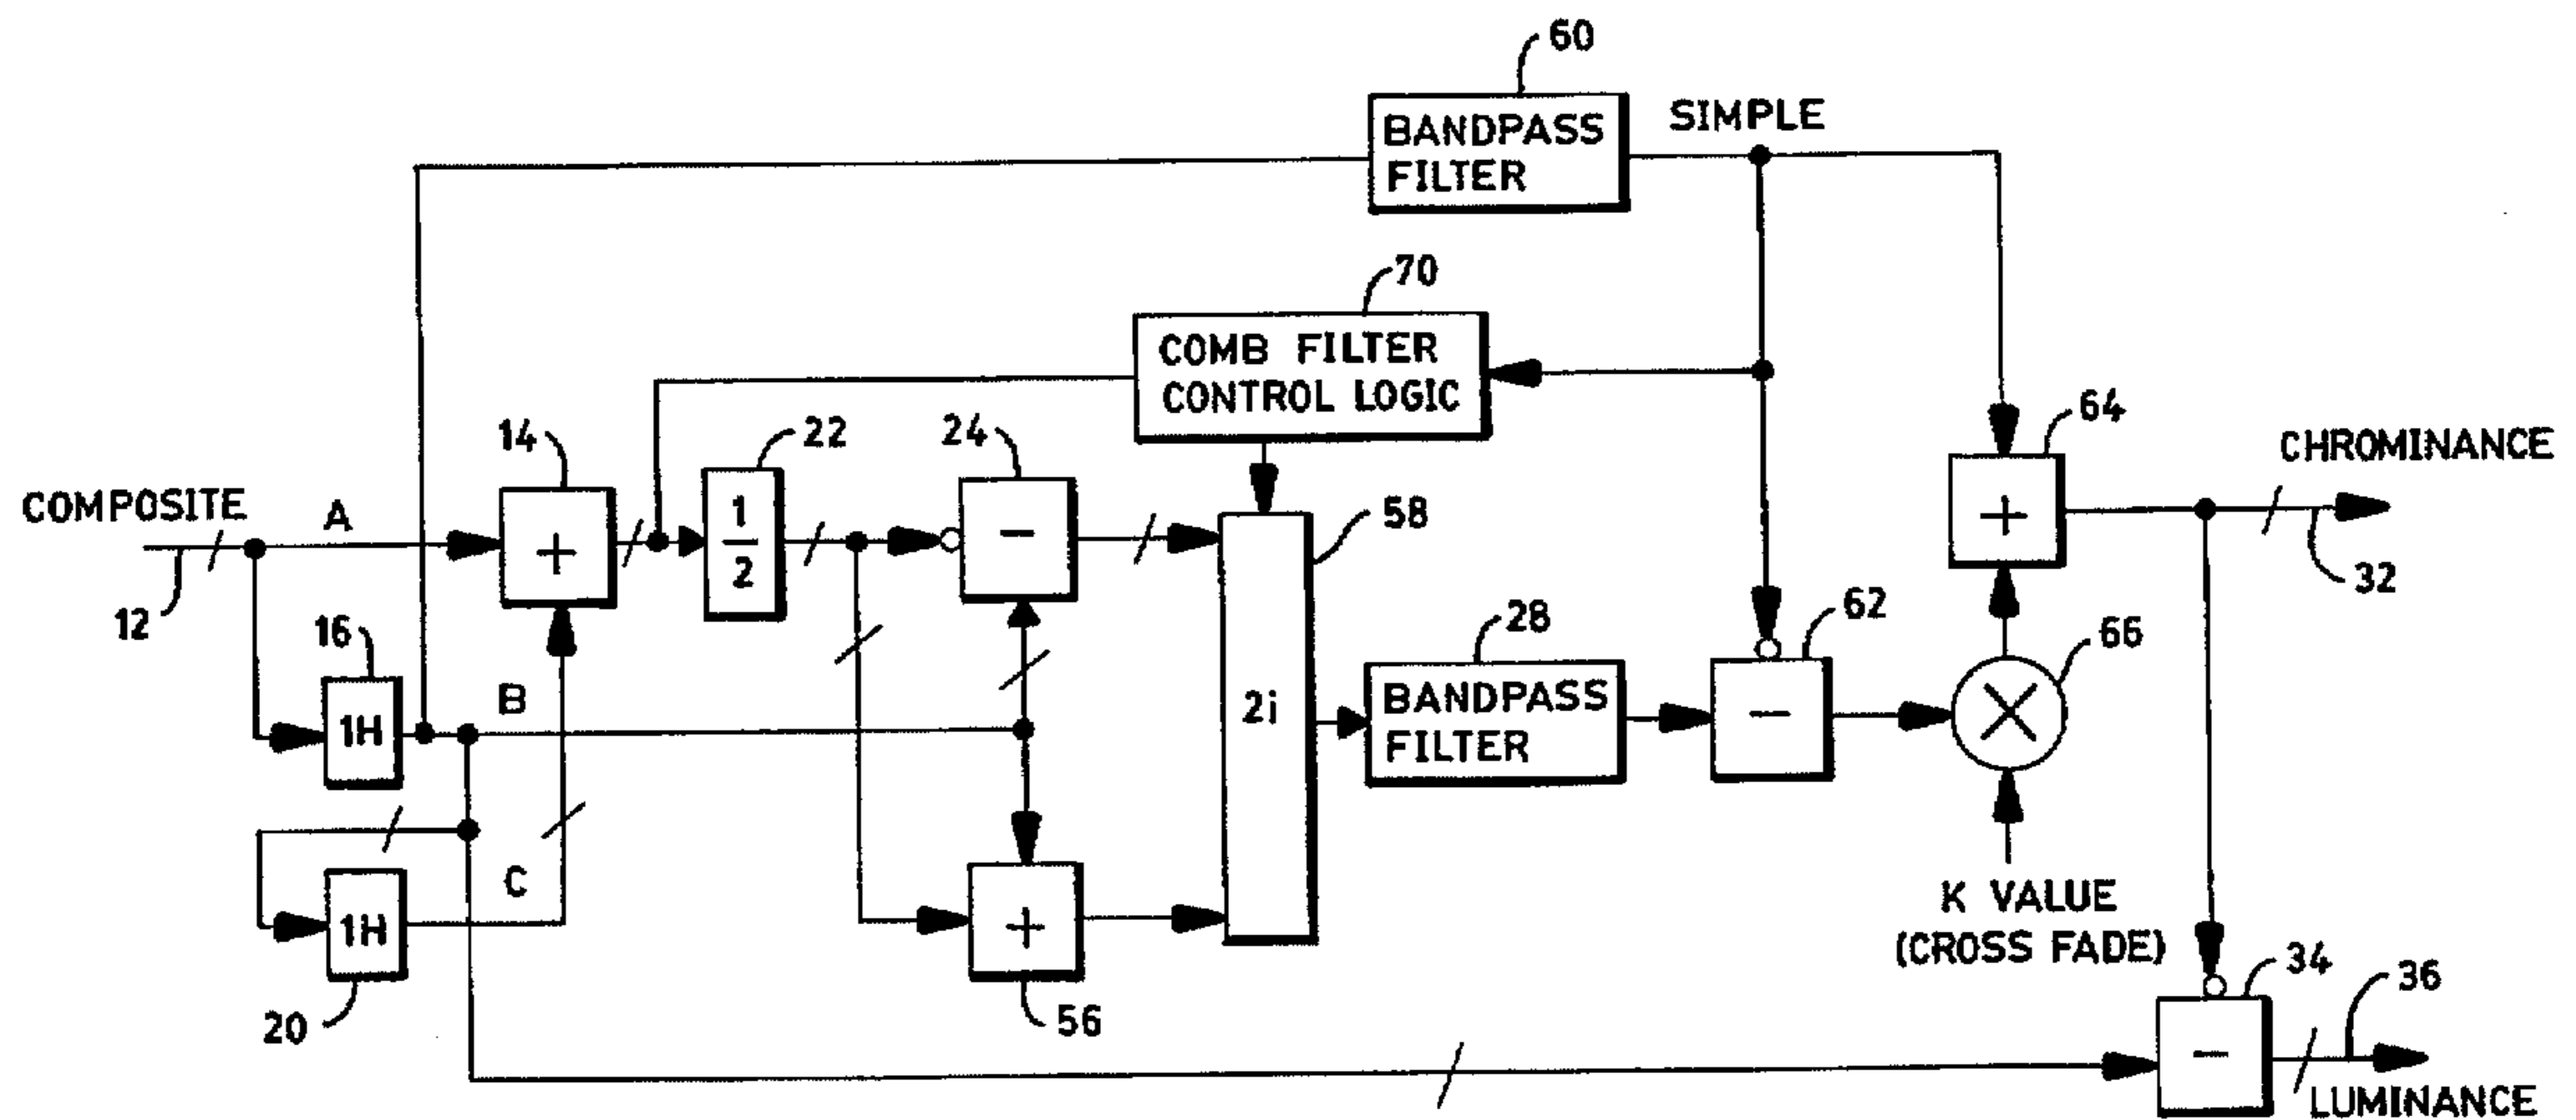 60
BANDPASS
FILTER
SIMPLE
70
COMB FILTER
CONTROL LOGIC
14
22
24
64
CHROMINANCE
COMPOSITE
A
+
1
2
-
58
+
32
12
16
1H
B
28
62
66
2i
BANDPASS
FILTER
-
X
C
20
1H
+
56
K VALUE
(CROSS FADE)
34
36
-
LUMINANCE